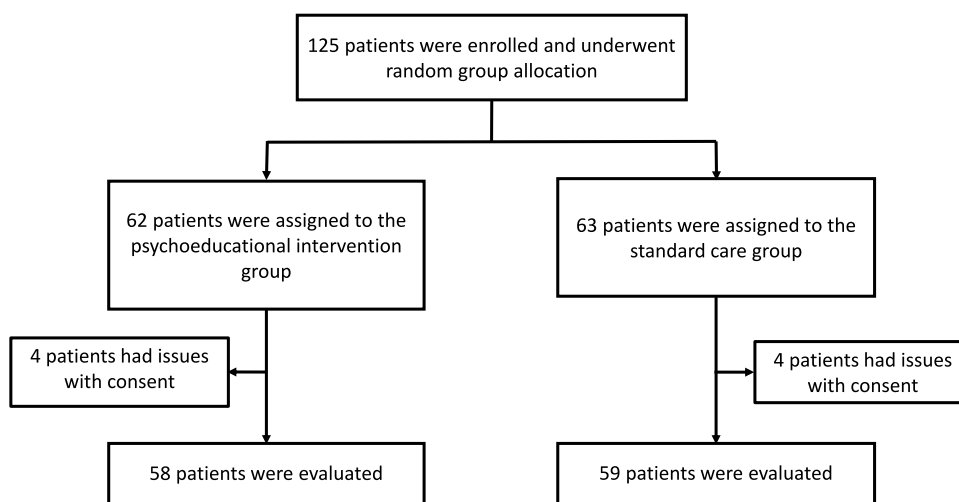 125 patients were enrolled and underwent
random group allocation
62 patients were assigned to the
psychoeducational intervention
group
63 patients were assigned to the
standard care group
4 patients had issues
with consent
4 patients had issues
with consent
58 patients were evaluated
59 patients were evaluated